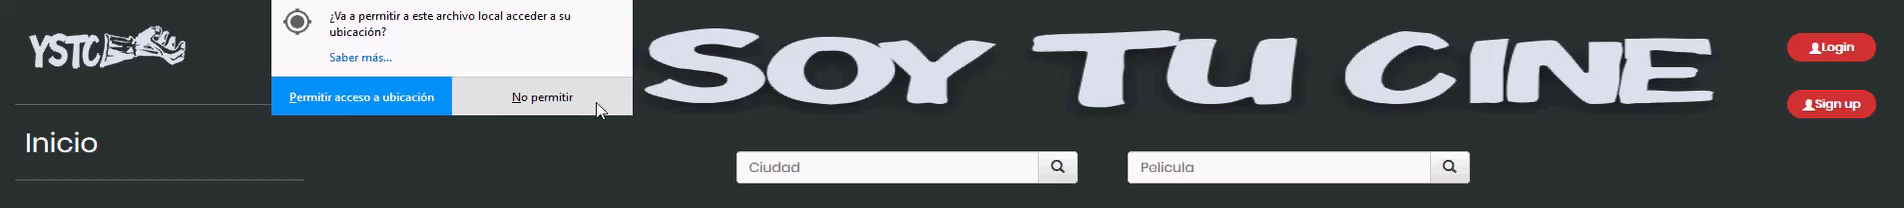 YSTC
¿Va a permitir a este archivo local acceder a su
ubicación?
Saber más...
Permitir acceso a ubicación
No permitir
SOY TU CINE
Login
Sign up
Inicio
Ciudad
Pelicula